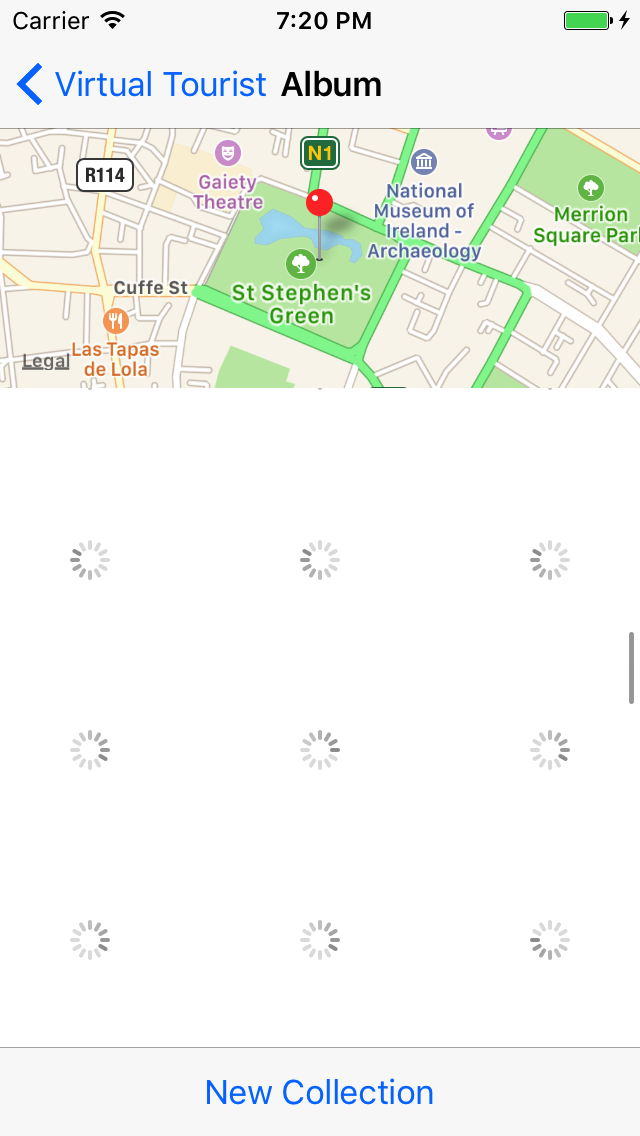 Carrier 7:20 PM
Virtual Tourist Album
N1
R114
Gaiety
Theatre
National
Museum of
Ireland -
Archaeology
Merrion
Square Par
Cuffe St
St Stephen's
Green
Las Tapas
de Lola
Legal
New Collection